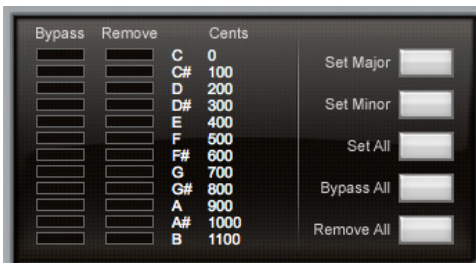 Bypass Remove Cents
C 0
C# 100
D 200
D# 300
E 400
F 500
F# 600
G 700
G# 800
A 900
A# 1000
B 1100
Set Major
Set Minor
Set All
Bypass All
Remove All